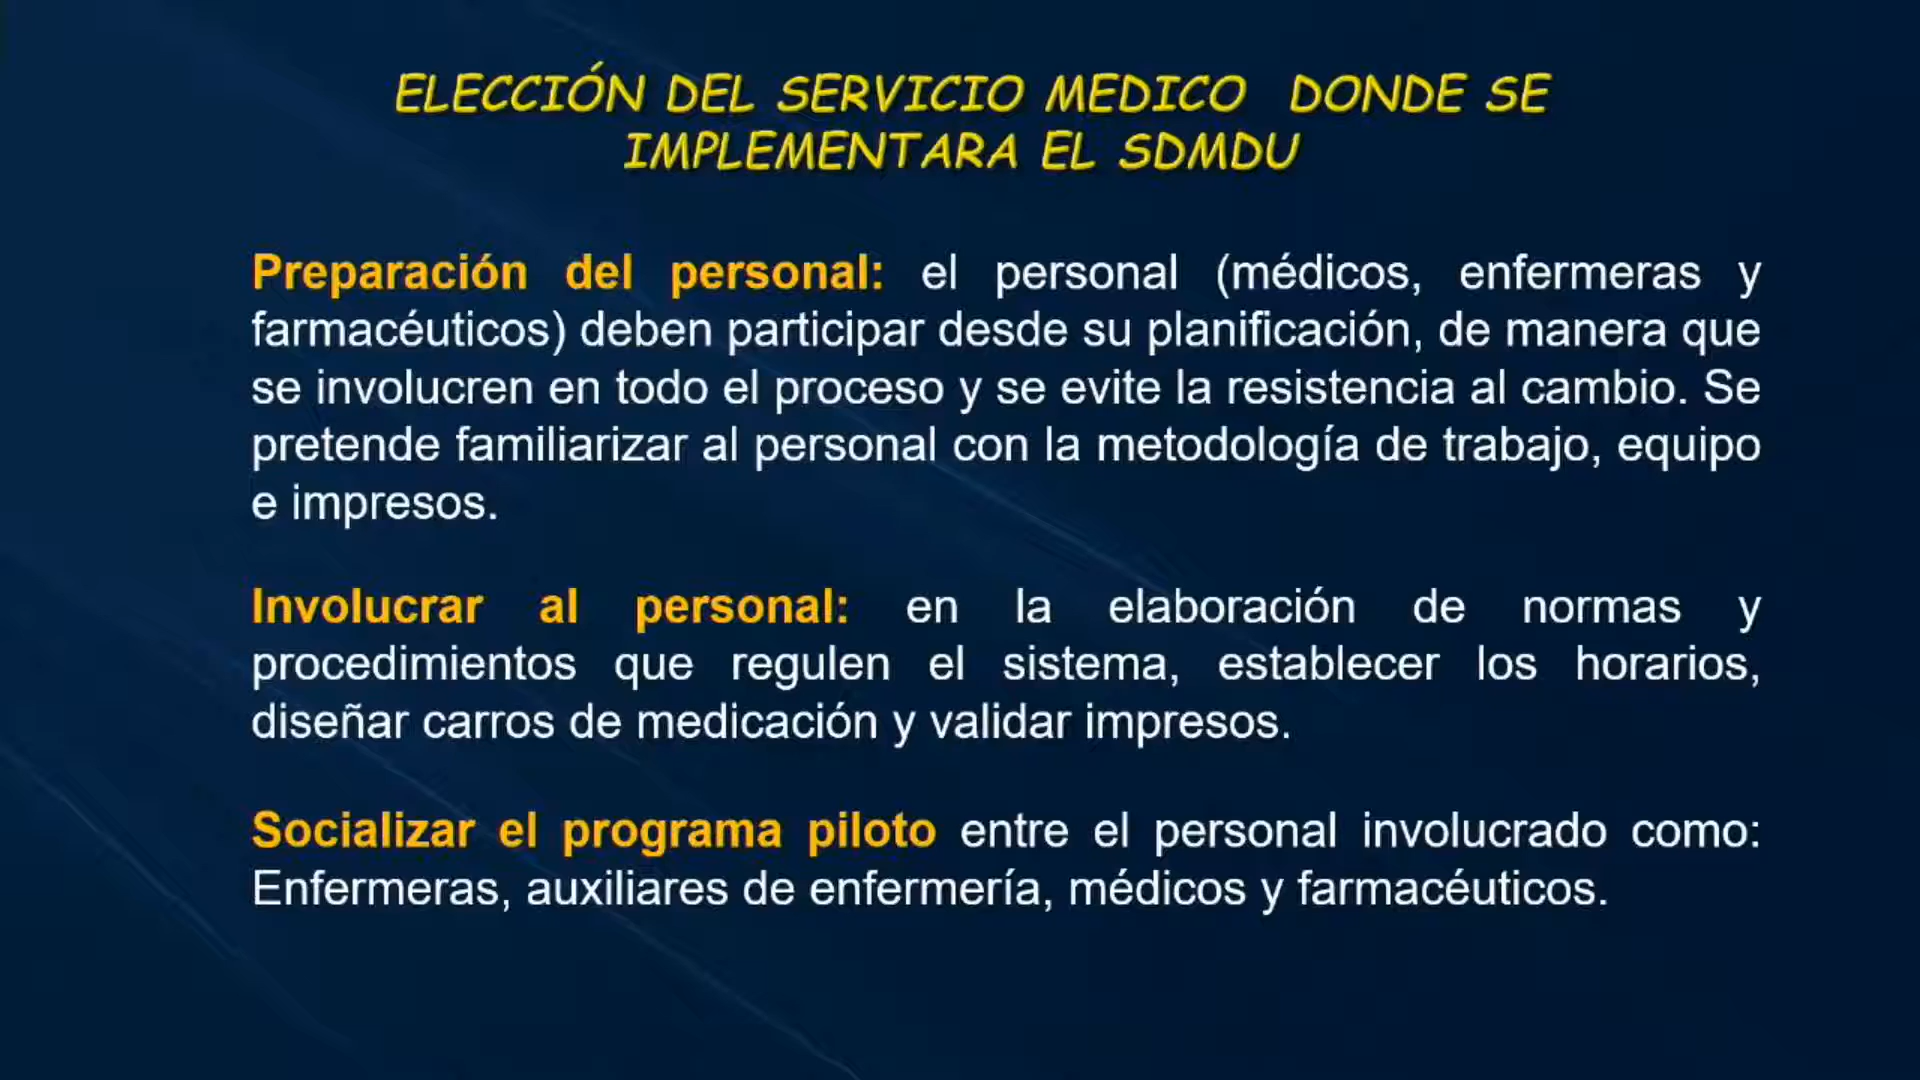 ELECCIÓN DEL SERVICIO MEDICO DONDE SE
IMPLEMENTARA EL SDMDU
Preparación del personal: el personal (médicos, enfermeras y
farmacéuticos) deben participar desde su planificación, de manera que
se involucren en todo el proceso y se evite la resistencia al cambio. Se
pretende familiarizar al personal con la metodología de trabajo, equipo
e impresos.
Involucrar al personal: en la elaboración de normas y
procedimientos que regulen el sistema, establecer los horarios,
diseñar carros de medicación y validar impresos.
Socializar el programa piloto entre el personal involucrado como:
Enfermeras, auxiliares de enfermería, médicos y farmacéuticos.